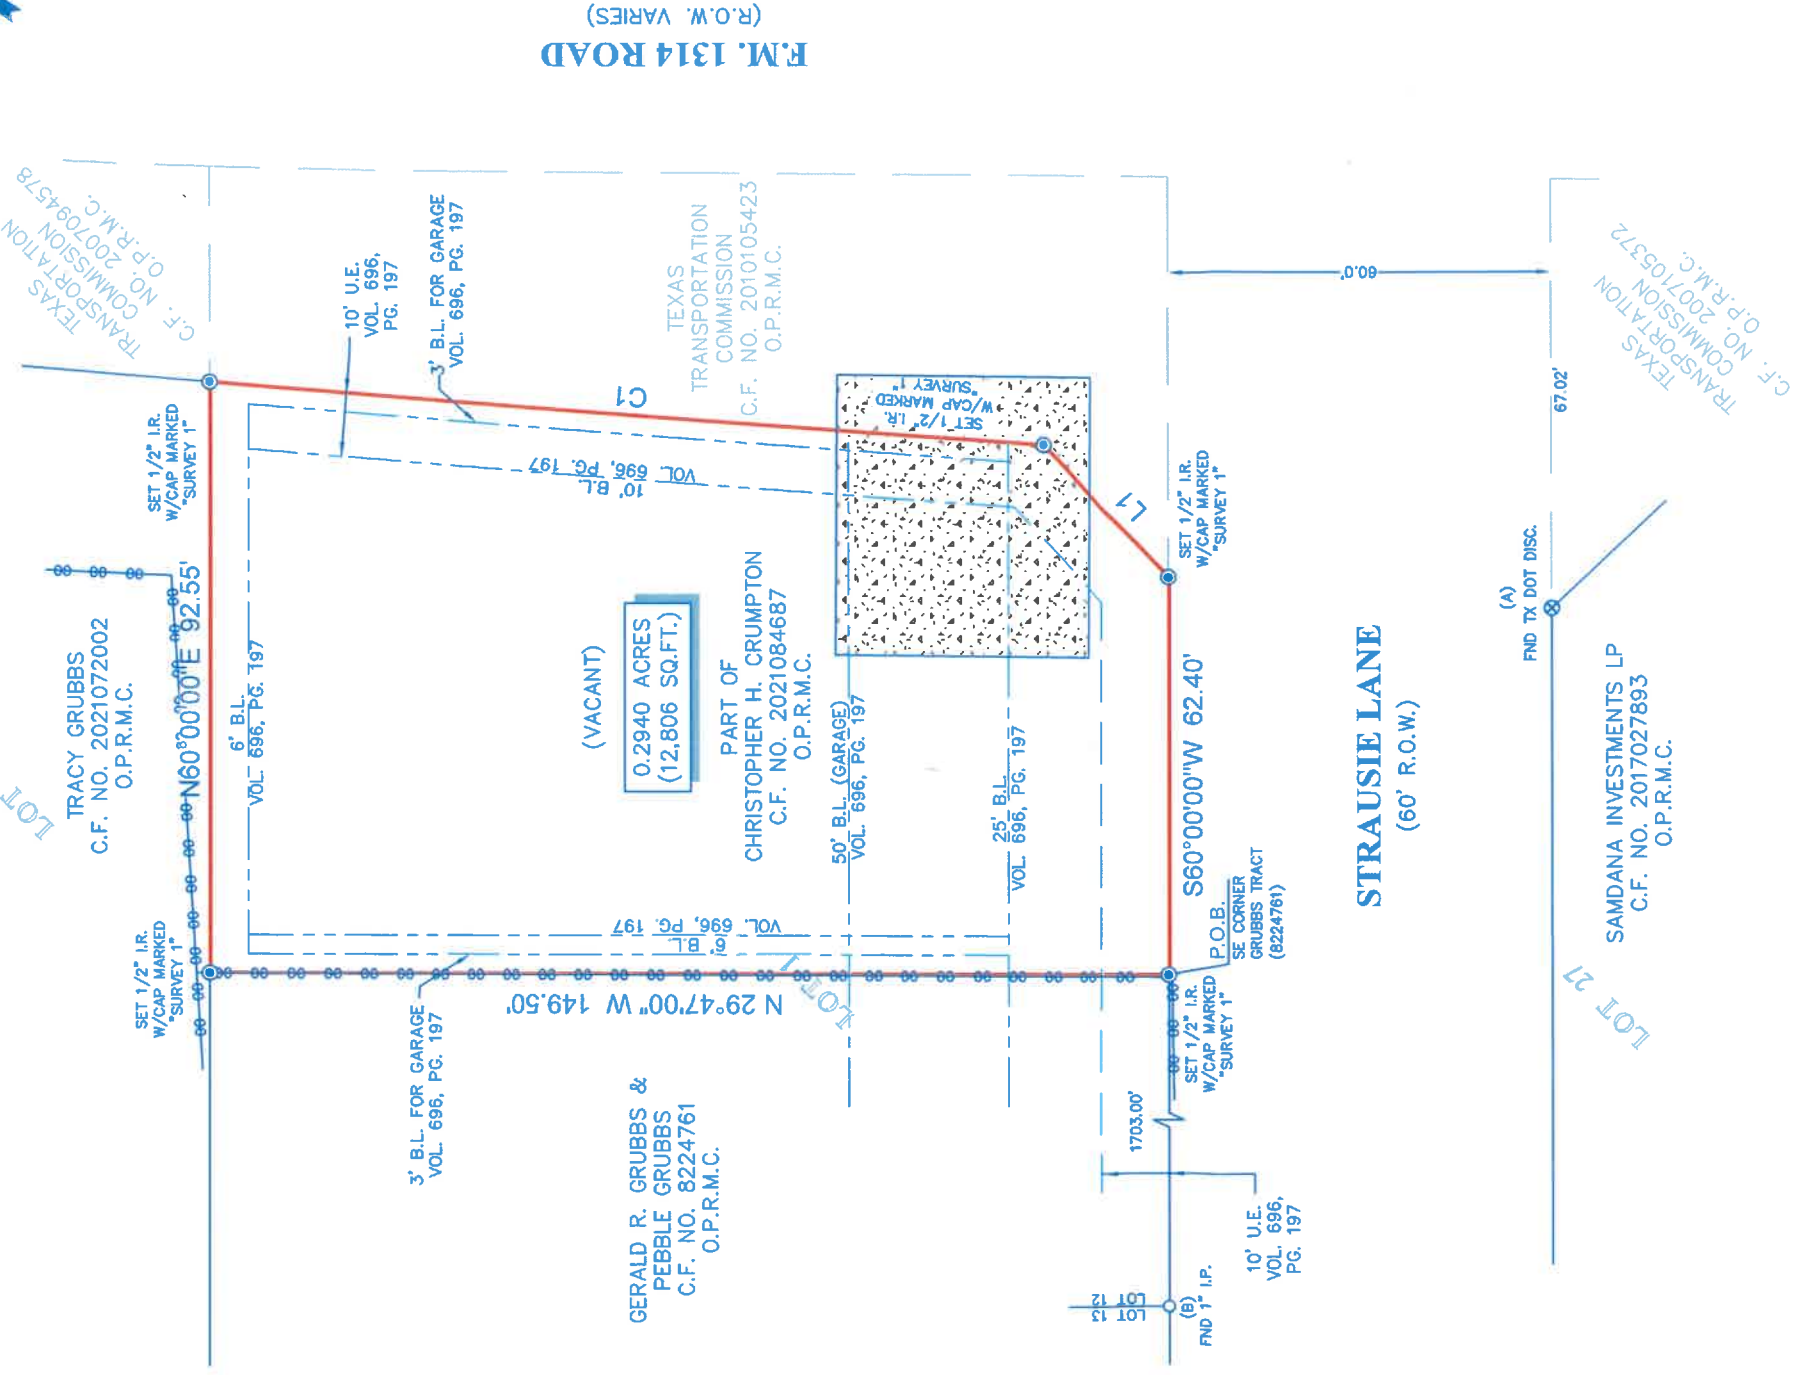 F.M. 1314 ROAD
(R.O.W. VARIES)
TEXAS
TRANSPORTATION
COMMISSION
C.F. NO. 2007094578
O.P.R.M.C.
10' U.E.
VOL. 696,
PG. 197
3' B.L. FOR GARAGE
VOL. 696, PG. 197
TEXAS
TRANSPORTATION
COMMISSION
C.F. NO. 2010105423
O.P.R.M.C.
SET 1/2" I.R.
W/CAP MARKED
"SURVEY 1"
C1
SET 1/2" I.R.
W/CAP MARKED
"SURVEY 1"
10' B.L.
VOL. 696, PG. 197
L1
SET 1/2" I.R.
W/CAP MARKED
"SURVEY 1"
60.0'
67.02'
TEXAS
TRANSPORTATION
COMMISSION
C.F. NO. 2007105372
O.P.R.M.C.
(A)
FND TX DOT DISC.
TRACY GRUBBS
C.F. NO. 2021072002
O.P.R.M.C.
LOT
N60°00'00"E 92.55'
6' B.L.
VOL. 696, PG. 197
(VACANT)
0.2940 ACRES
(12,806 SQ.FT.)
PART OF
CHRISTOPHER H. CRUMPTON
C.F. NO. 2021084687
O.P.R.M.C.
50' B.L. (GARAGE)
VOL. 696, PG. 197
25' B.L.
VOL. 696, PG. 197
S60°00'00"W 62.40'
STRAUSIE LANE
(60' R.O.W.)
SAMDANA INVESTMENTS LP
C.F. NO. 2017027893
O.P.R.M.C.
LOT 27
SET 1/2" I.R.
W/CAP MARKED
"SURVEY 1"
6' B.L.
VOL. 696, PG. 197
N 29°47'00" W 149.50'
LOT 1
P.O.B.
SE CORNER
GRUBBS TRACT
(8224761)
SET 1/2" I.R.
W/CAP MARKED
"SURVEY 1"
3' B.L. FOR GARAGE
VOL. 696, PG. 197
GERALD R. GRUBBS &
PEBBLE GRUBBS
C.F. NO. 8224761
O.P.R.M.C.
1703.00'
10' U.E.
VOL. 696,
PG. 197
LOT 12
LOT 13
(B)
FND 1" I.P.